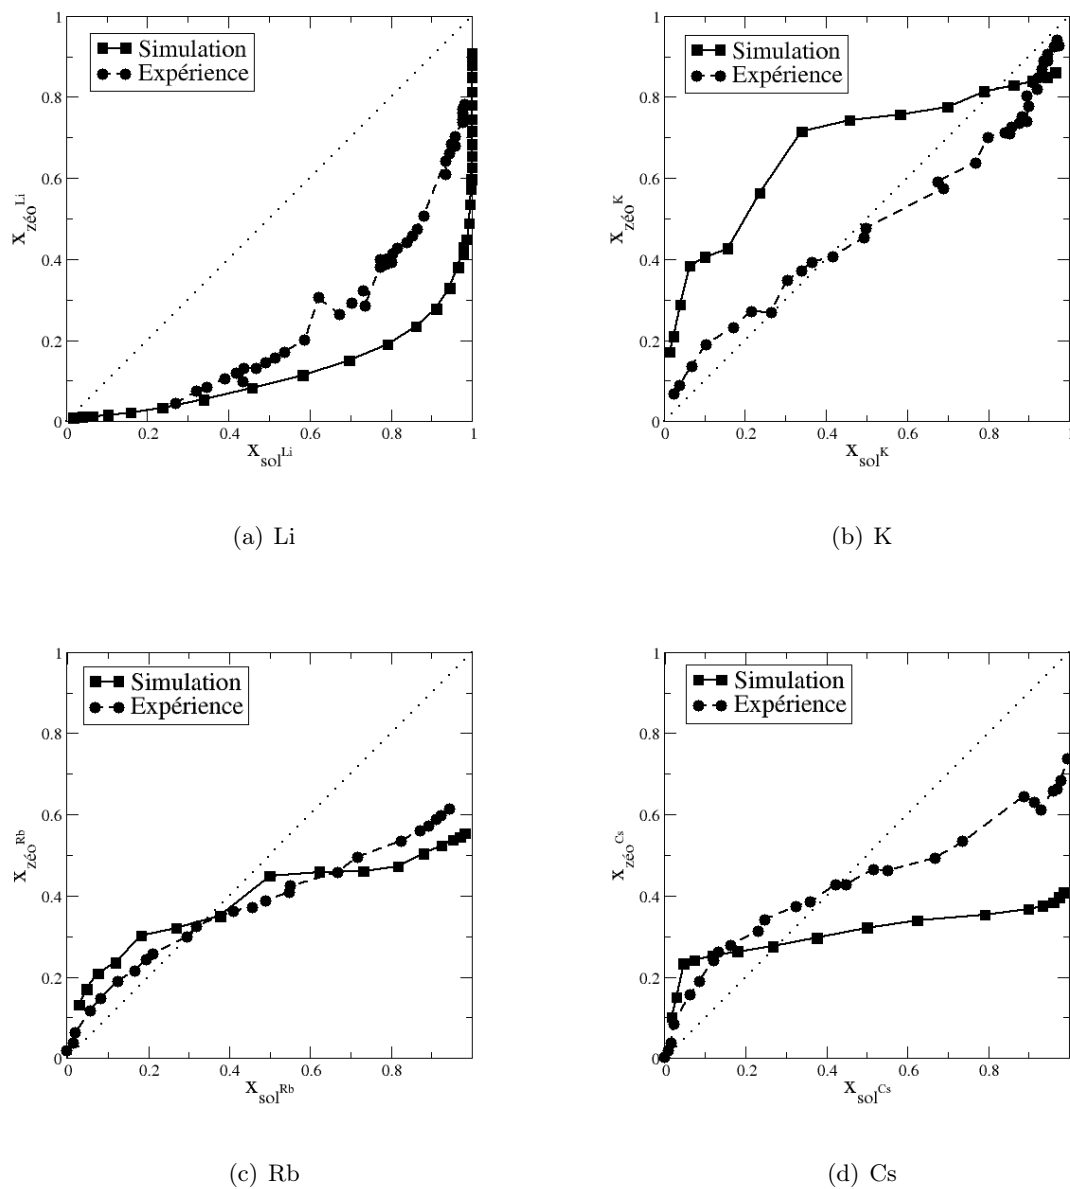 Simulation
Expérience
1
0.8
0.6
0.4
0.2
0
0 0.2 0.4 0.6 0.8 1
x_zéo^Li
x_sol^Li
(a) Li
Simulation
Expérience
1
0.8
0.6
0.4
0.2
0
0 0.2 0.4 0.6 0.8
x_zéo^K
x_sol^K
(b) K
Simulation
Expérience
1
0.8
0.6
0.4
0.2
0
0 0.2 0.4 0.6 0.8
x_zéo^Rb
x_sol^Rb
(c) Rb
Simulation
Expérience
1
0.8
0.6
0.4
0.2
0
0 0.2 0.4 0.6 0.8
x_zéo^Cs
x_sol^Cs
(d) Cs